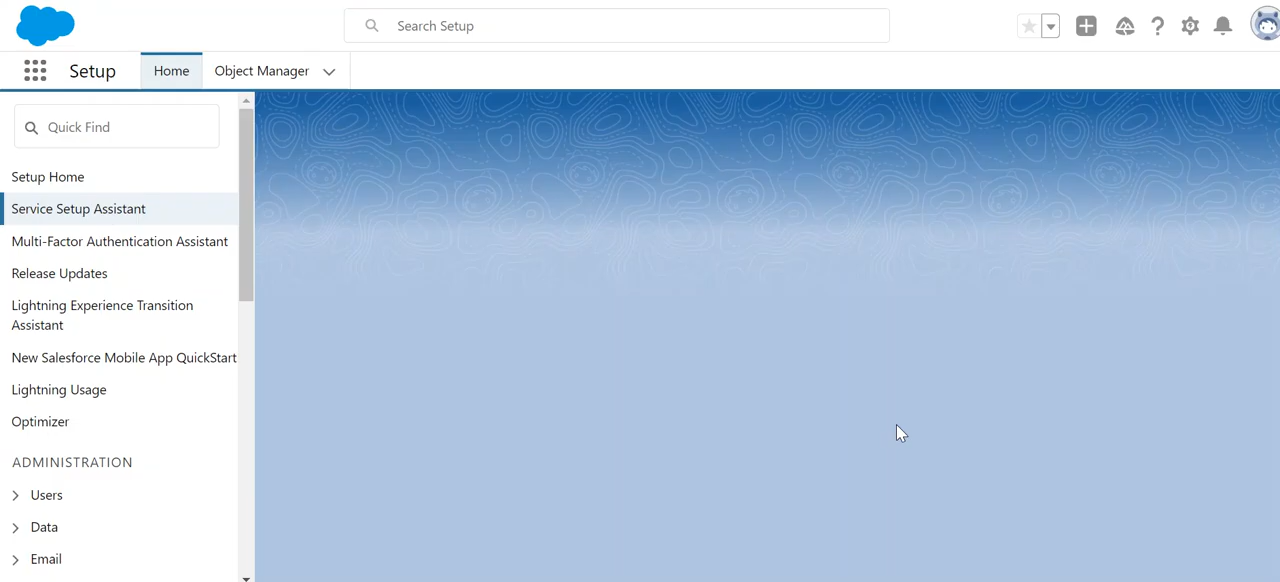 Search Setup
Setup
Home
Object Manager
Quick Find
Setup Home
Service Setup Assistant
Multi-Factor Authentication Assistant
Release Updates
Lightning Experience Transition
Assistant
New Salesforce Mobile App QuickStart
Lightning Usage
Optimizer
ADMINISTRATION
Users
Data
Email